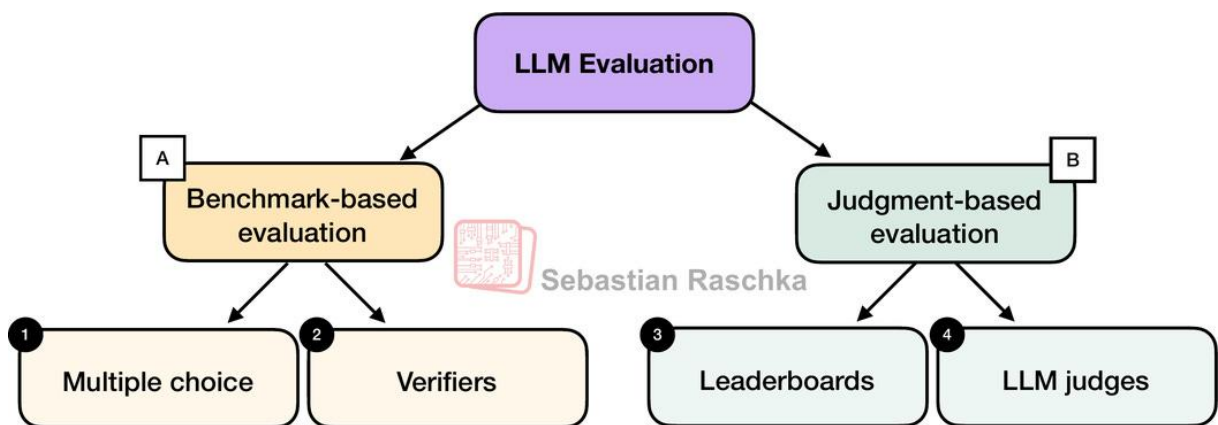 LLM Evaluation
A
Benchmark-based
evaluation
B
Judgment-based
evaluation
Sebastian Raschka
1
Multiple choice
2
Verifiers
3
Leaderboards
4
LLM judges